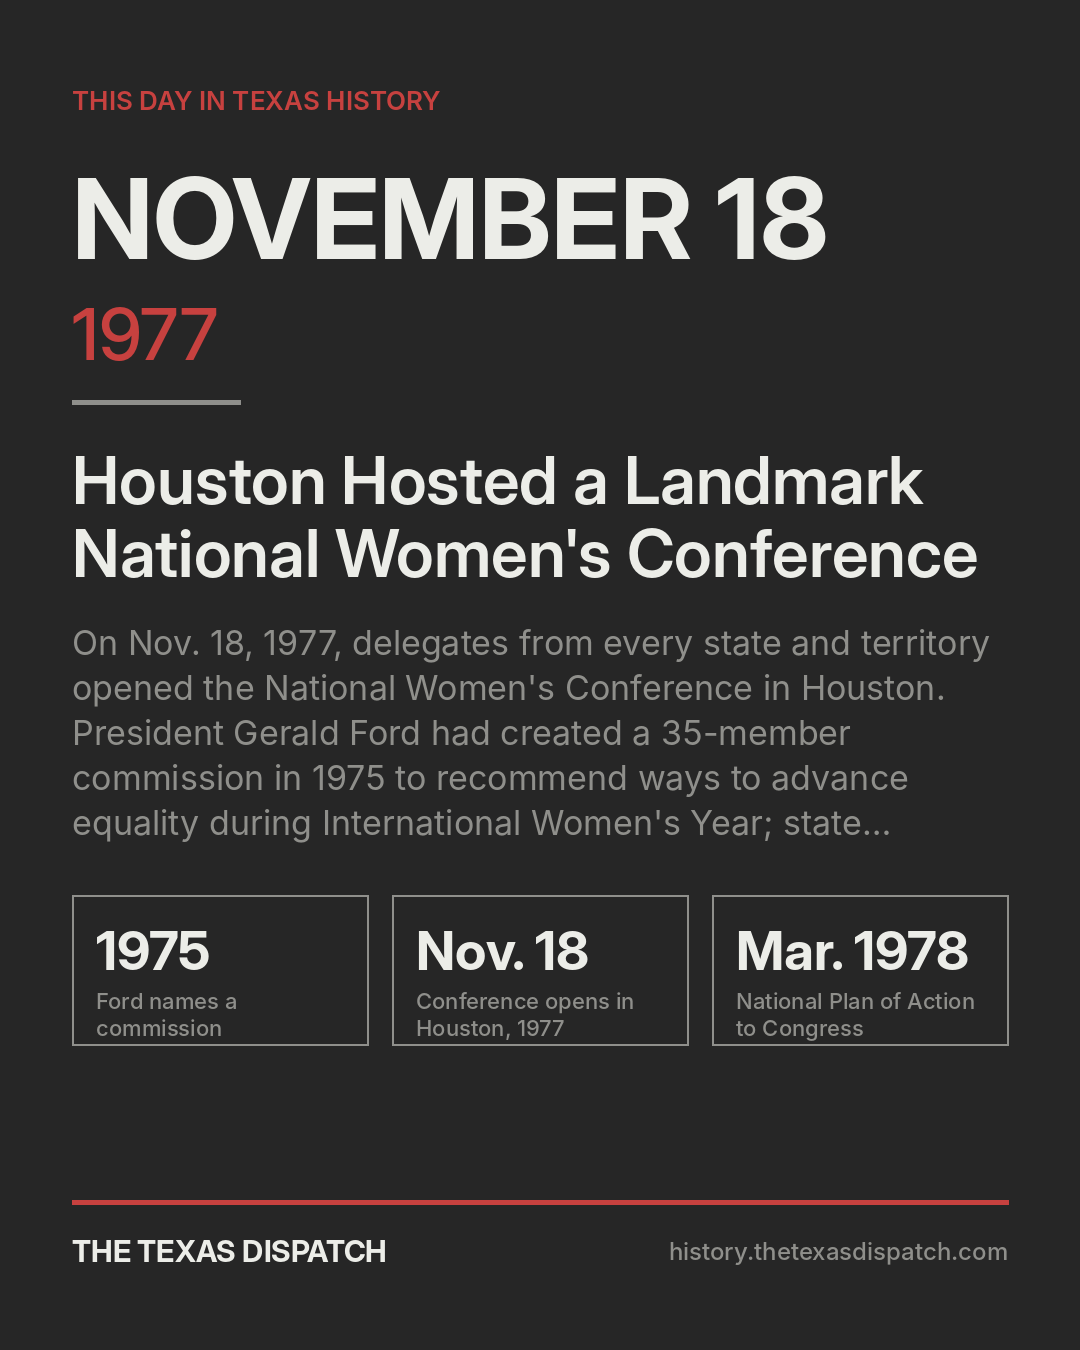 THIS DAY IN TEXAS HISTORY
NOVEMBER 18
1977
Houston Hosted a Landmark
National Women's Conference
On Nov. 18, 1977, delegates from every state and territory
opened the National Women's Conference in Houston.
President Gerald Ford had created a 35-member
commission in 1975 to recommend ways to advance
equality during International Women's Year; state...
1975
Ford names a
commission
Nov. 18
Conference opens in
Houston, 1977
Mar. 1978
National Plan of Action
to Congress
THE TEXAS DISPATCH
history.thetexasdispatch.com